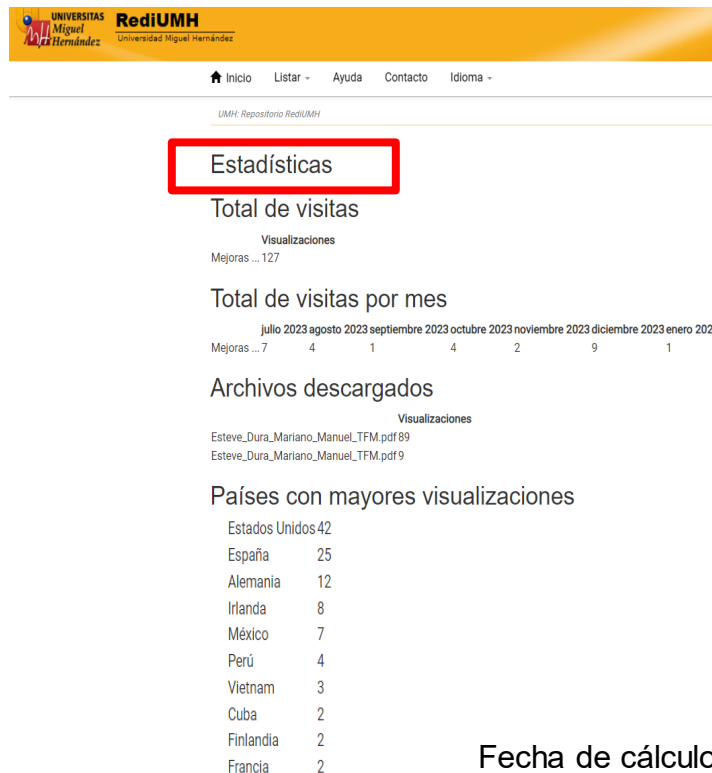 UNIVERSITAS
Miguel
Hernández
RediUMH
Universidad Miguel Hernández
Inicio Listar Ayuda Contacto Idioma
UMH: Repositorio RediUMH
Estadísticas
Total de visitas
Visualizaciones
Mejoras ... 127
Total de visitas por mes
julio 2023 agosto 2023 septiembre 2023 octubre 2023 noviembre 2023 diciembre 2023 enero 202
Mejoras ... 7 4 1 4 2 9 1
Archivos descargados
Visualizaciones
Esteve_Dura_Mariano_Manuel_TFM.pdf 89
Esteve_Dura_Mariano_Manuel_TFM.pdf 9
Países con mayores visualizaciones
Estados Unidos 42
España 25
Alemania 12
Irlanda 8
México 7
Perú 4
Vietnam 3
Cuba 2
Finlandia 2
Francia 2
Fecha de cálculo